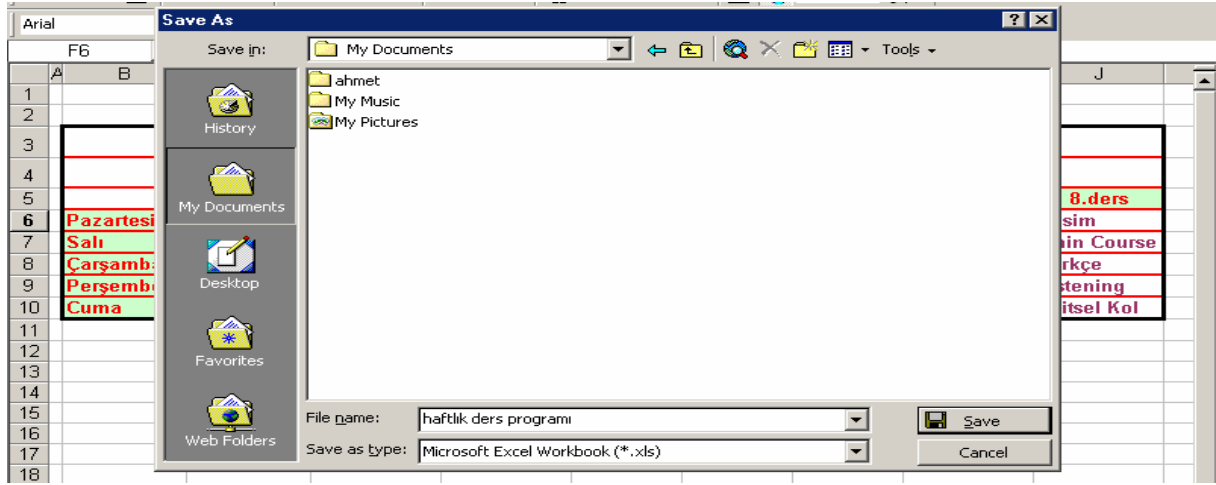 Save As
Arial
F6
Save in: My Documents Tools
A B J
ahmet
1
My Music
2
My Pictures
History
3
4
My Documents
5 8.ders
6 Pazartesi sim
7 Salı in Course
8 Çarşamb rkçe
Desktop
9 Perşemb stening
10 Cuma itsel Kol
11
12
Favorites
13
14
15 File name: haftlık ders programı Save
16
Web Folders
17 Save as type: Microsoft Excel Workbook (*.xls) Cancel
18